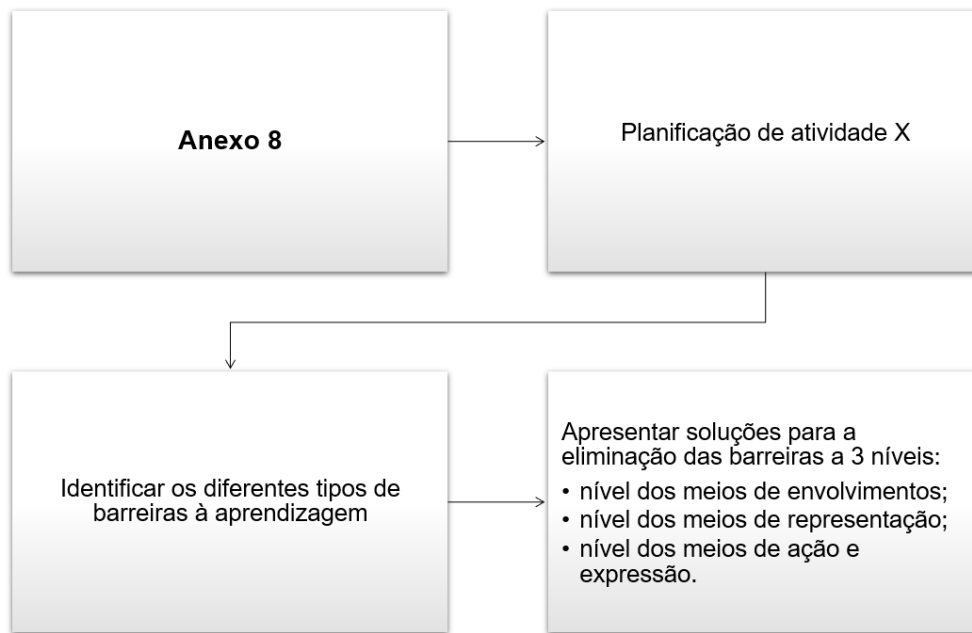 Anexo 8
Planificação de atividade X
Identificar os diferentes tipos de
barreiras à aprendizagem
Apresentar soluções para a
eliminação das barreiras a 3 níveis:
• nível dos meios de envolvimentos;
• nível dos meios de representação;
• nível dos meios de ação e
expressão.